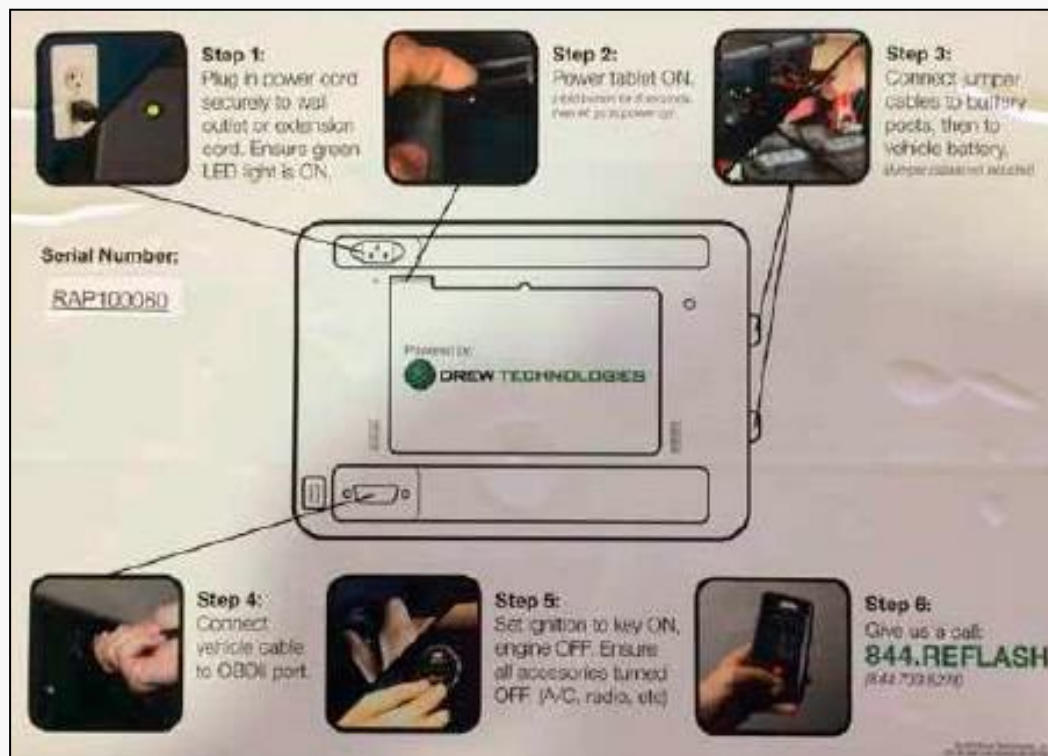 Step 1:
Plug in power cord
securely to wall
outlet or extension
cord. Ensure green
LED light is ON.
Step 2:
Power tablet ON.
Step 3:
Connect jumper
cables to battery
posts, then to
vehicle battery.
Serial Number:
RAP100080
Powered by:
DREW TECHNOLOGIES
Step 4:
Connect
vehicle cable
to OBDII port.
Step 5:
Set ignition to key ON,
engine OFF. Ensure
all accessories turned
OFF (A/C, radio, etc)
Step 6:
Give us a call:
844.REFLASH